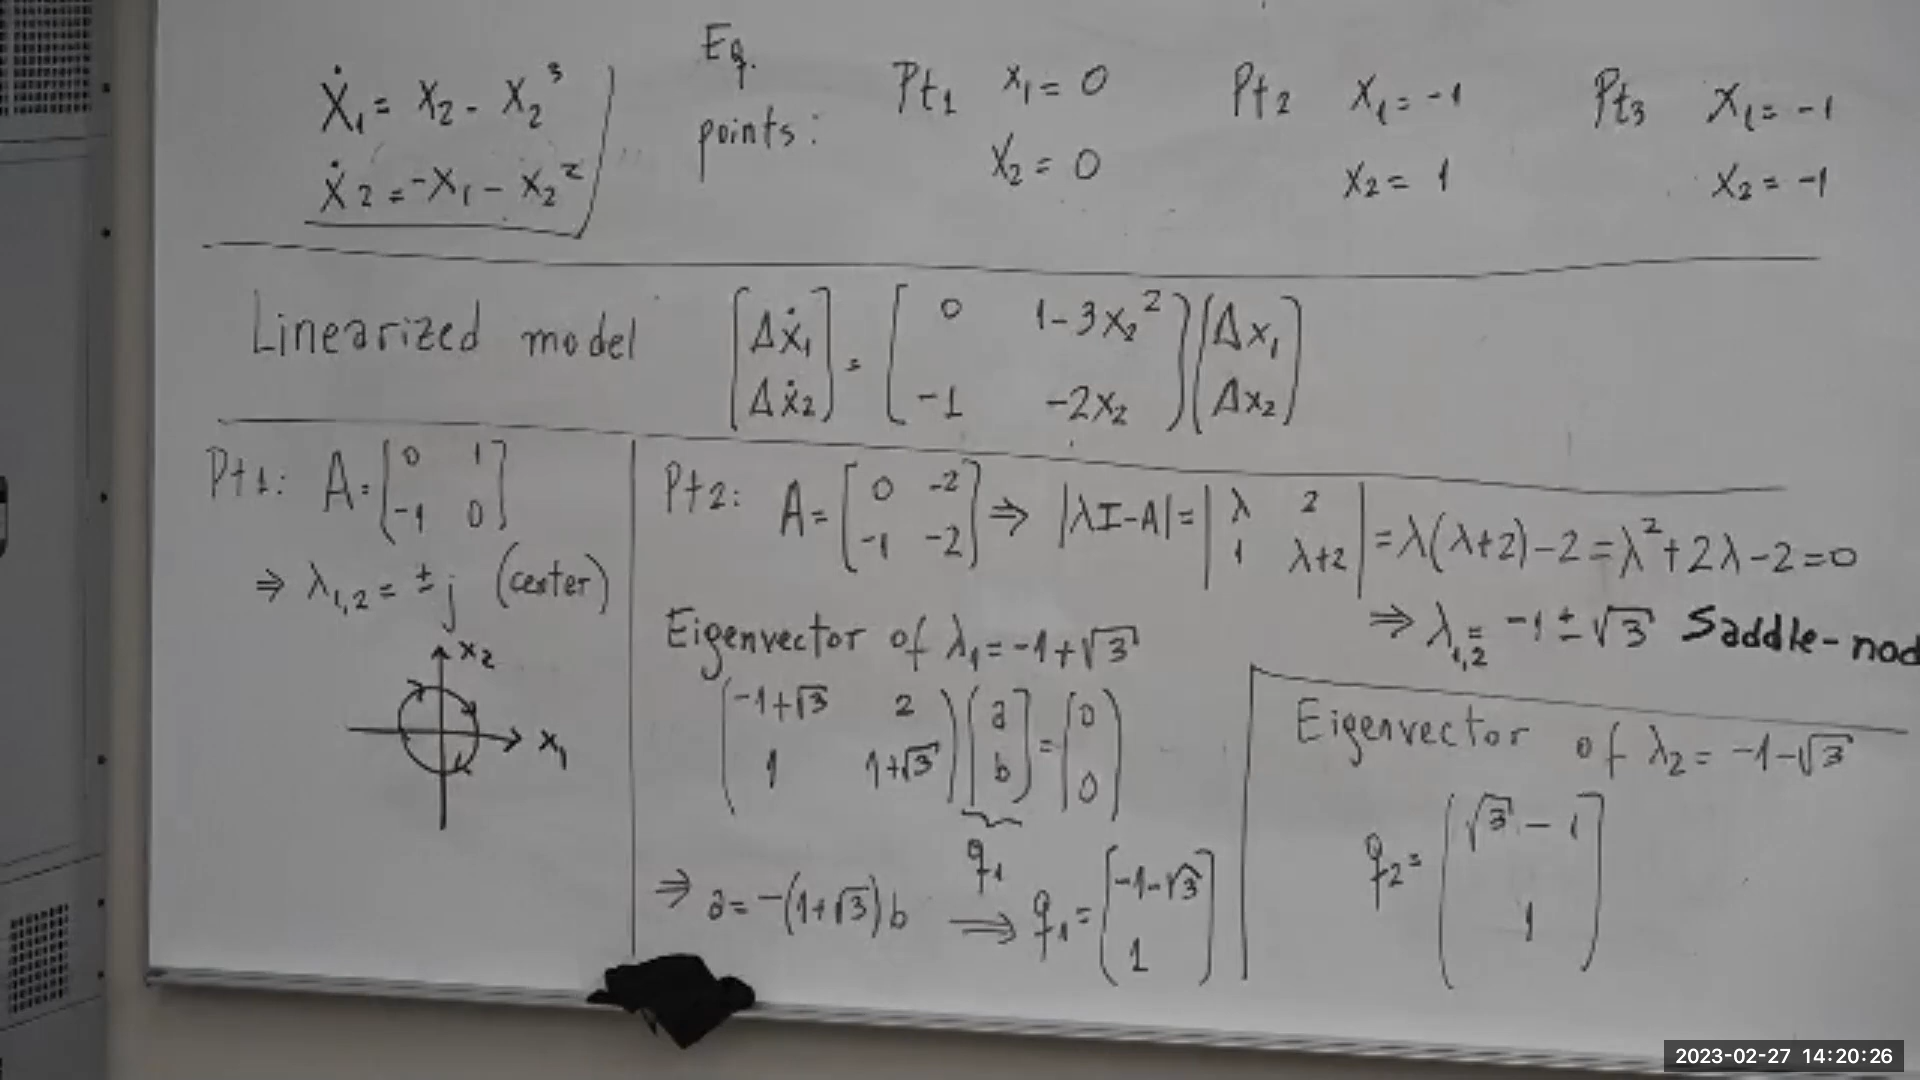 ẋ₁ = x₂ - x₂³
ẋ₂ = -x₁ - x₂²
Eq. points:
Pt₁ x₁ = 0
x₂ = 0
Pt₂ x₁ = -1
x₂ = 1
Pt₃ x₁ = -1
x₂ = -1
Linearized model [Δẋ₁ Δẋ₂] = [0 1-3x₂² -1 -2x₂] [Δx₁ Δx₂]
Pt1: A = [0 1 -1 0]
⇒ λ₁,₂ = ± j (center)
x₂
x₁
Pt2: A = [0 -2 -1 -2] ⇒ |λI-A| = |λ 2 1 λ+2| = λ(λ+2)-2 = λ²+2λ-2=0
⇒ λ₁,₂ = -1 ± √3 Saddle-nod
Eigenvector of λ₁ = -1+√3
(-1+√3 2 1 1+√3) [a b] = [0 0]
q₁
⇒ a = -(1+√3)b ⟹ q₁ = [-1-√3 1]
Eigenvector of λ₂ = -1-√3
q₂ = [√3 - 1 1]
2023-02-27 14:20:26